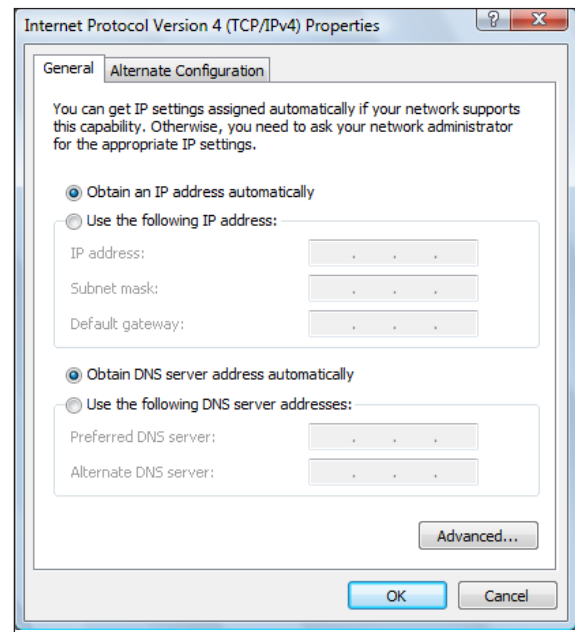 Internet Protocol Version 4 (TCP/IPv4) Properties
?
General
Alternate Configuration
You can get IP settings assigned automatically if your network supports
this capability. Otherwise, you need to ask your network administrator
for the appropriate IP settings.
Obtain an IP address automatically
Use the following IP address:
IP address:
. . .
Subnet mask:
. . .
Default gateway:
. . .
Obtain DNS server address automatically
Use the following DNS server addresses:
Preferred DNS server:
. . .
Alternate DNS server:
. . .
Advanced...
OK
Cancel